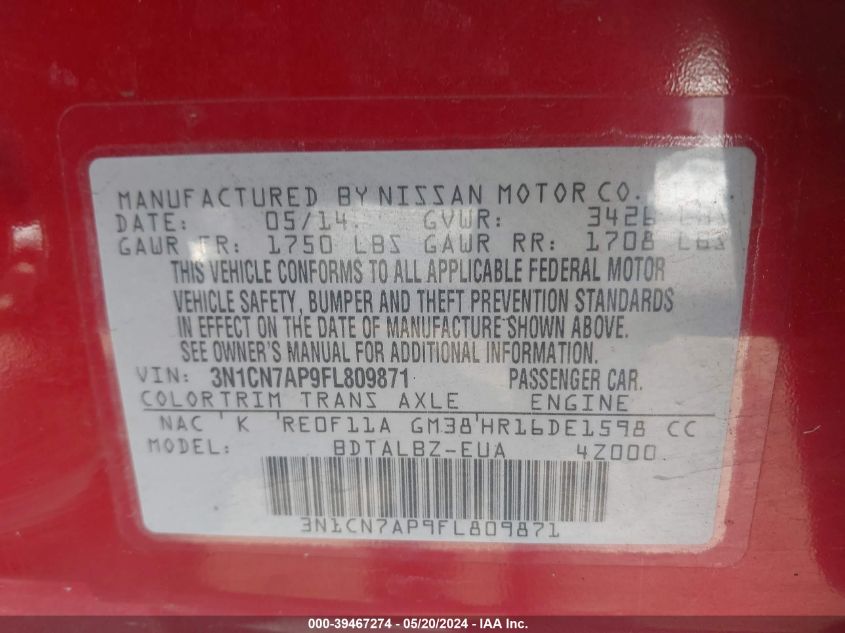 MANUFACTURED BY NISSAN MOTOR CO.
DATE: 05/14. GVWR: 3426 LBS
GAWR FR: 1750 LBS GAWR RR: 1708 LBS
THIS VEHICLE CONFORMS TO ALL APPLICABLE FEDERAL MOTOR
VEHICLE SAFETY, BUMPER AND THEFT PREVENTION STANDARDS
IN EFFECT ON THE DATE OF MANUFACTURE SHOWN ABOVE.
SEE OWNER'S MANUAL FOR ADDITIONAL INFORMATION.
VIN: 3N1CN7AP9FL809871 PASSENGER CAR.
COLOR TRIM TRANS AXLE ENGINE
NAC K RE0F11A GM38 HR16DE1598 CC
MODEL: BDTALBZ-EUA 4Z000
3N1CN7AP9FL809871
000-39467274 - 05/20/2024 - IAA Inc.